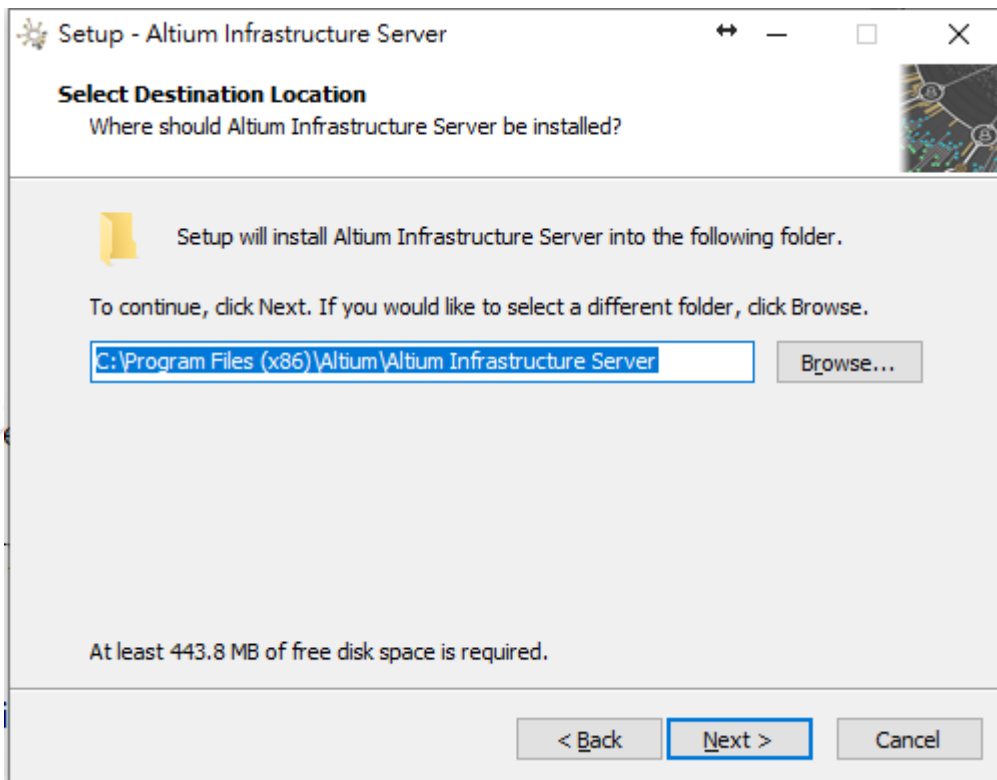 Setup - Altium Infrastructure Server
Select Destination Location
Where should Altium Infrastructure Server be installed?
Setup will install Altium Infrastructure Server into the following folder.
To continue, click Next. If you would like to select a different folder, click Browse.
C:\Program Files (x86)\Altium\Altium Infrastructure Server
Browse...
At least 443.8 MB of free disk space is required.
< Back
Next >
Cancel